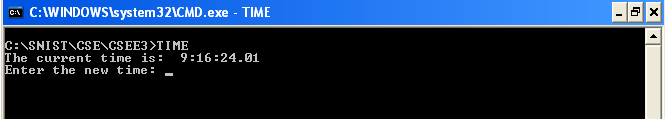 C:\WINDOWS\system32\CMD.exe - TIME
C:\SNIST\CSE\CSEE3>TIME
The current time is:  9:16:24.01
Enter the new time: _